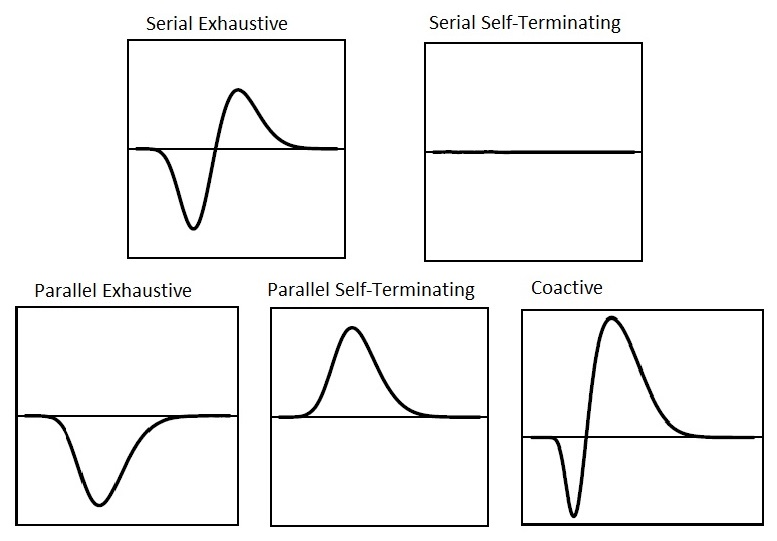 Serial Exhaustive
Serial Self-Terminating
Parallel Exhaustive
Parallel Self-Terminating
Coactive